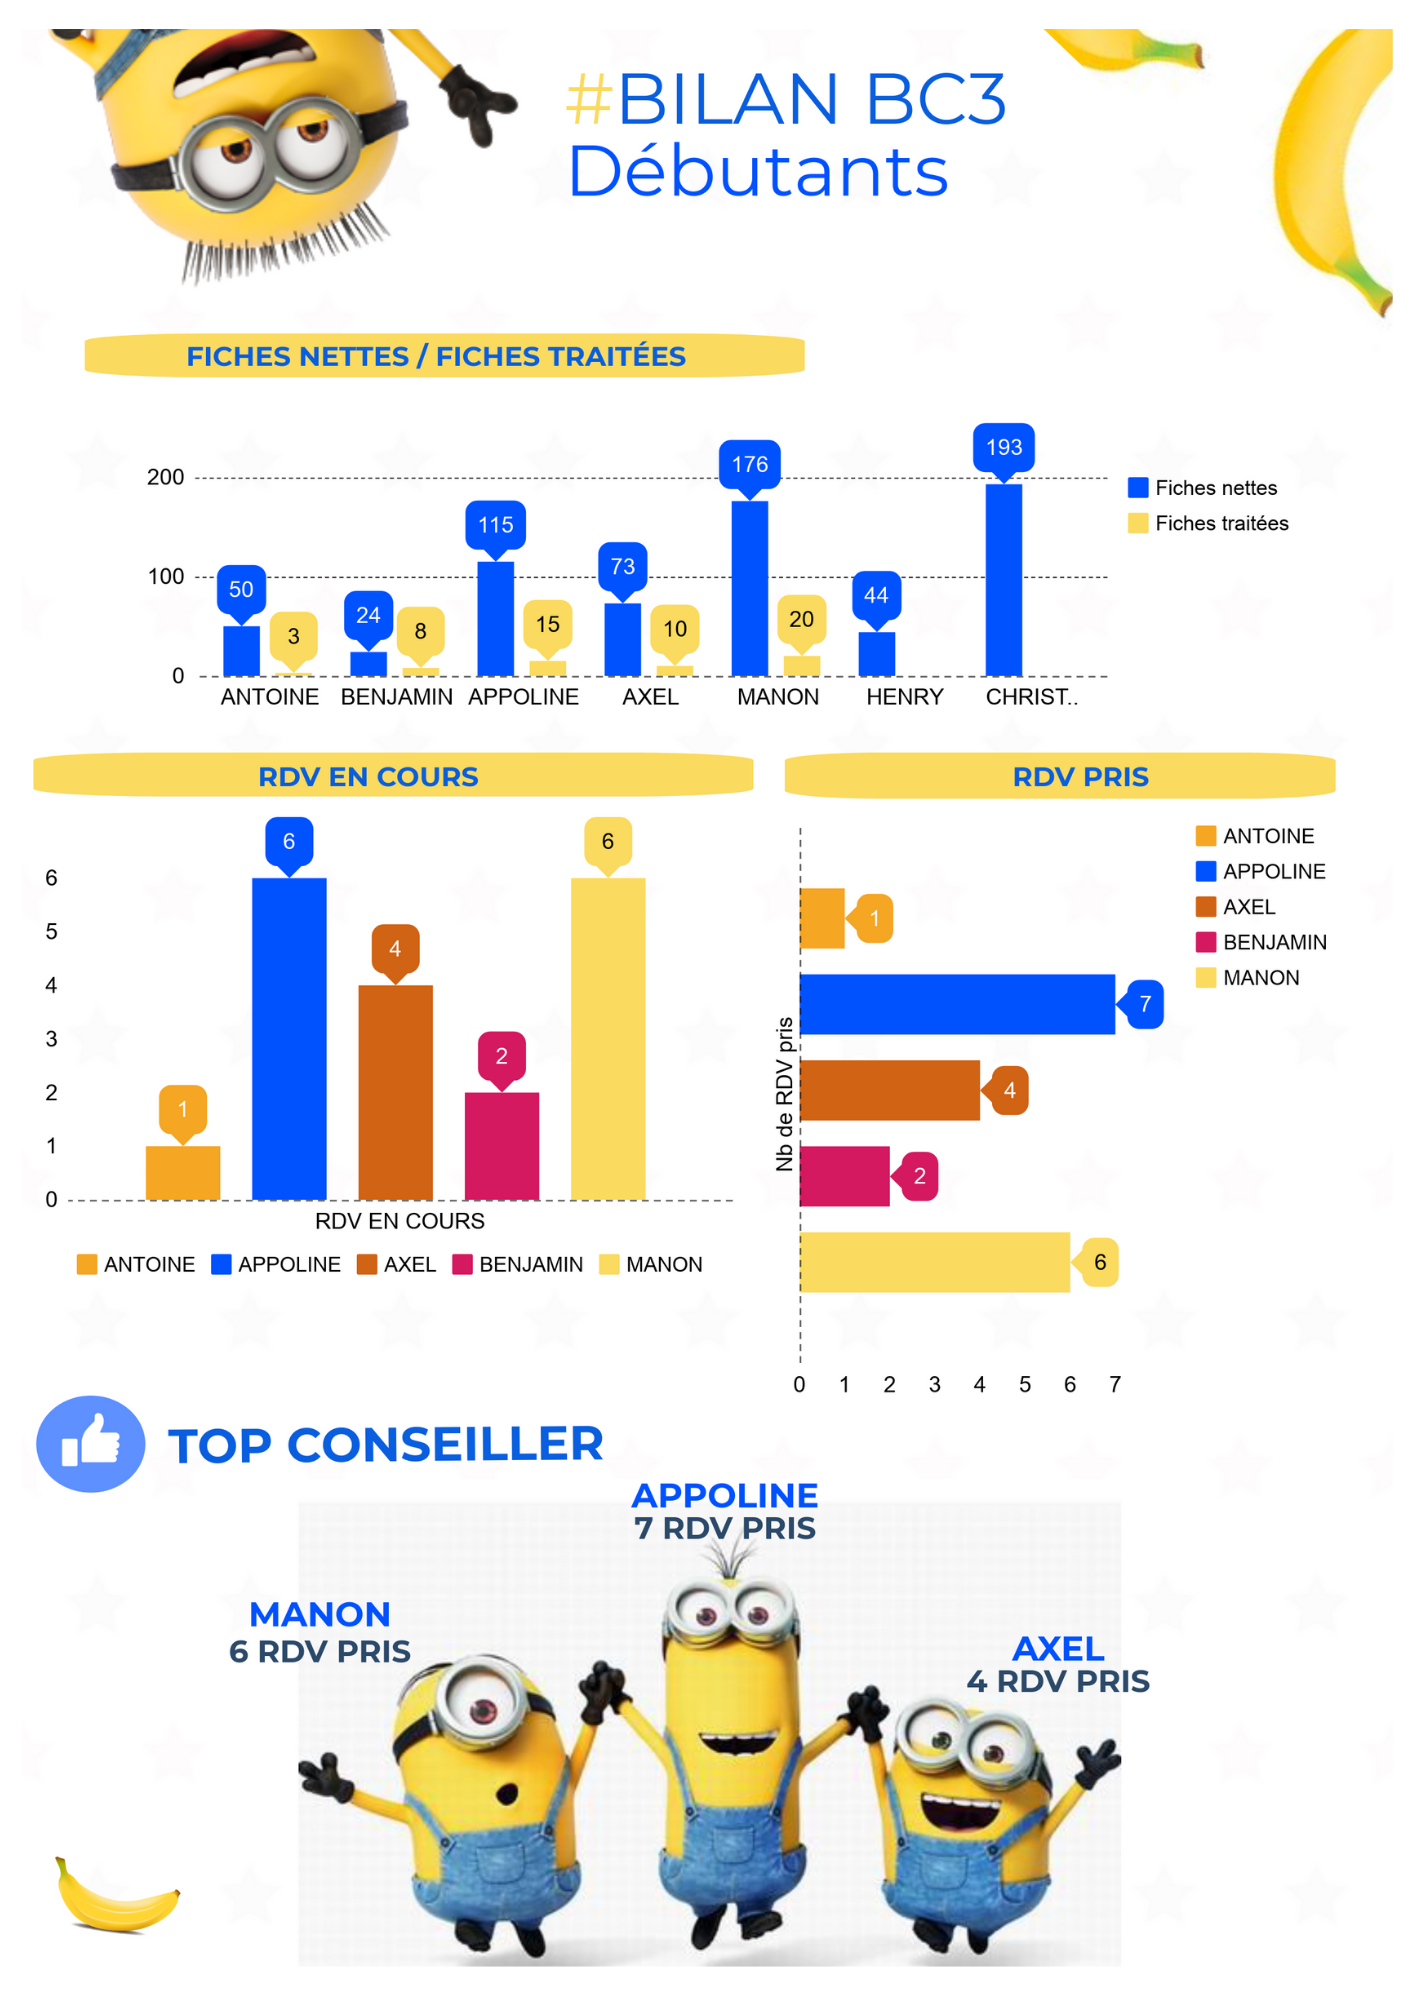 #BILAN BC3
Débutants
FICHES NETTES / FICHES TRAITÉES
200
100
0
50
3
24
8
115
15
73
10
176
20
44
193
ANTOINE
BENJAMIN
APPOLINE
AXEL
MANON
HENRY
CHRIST..
Fiches nettes
Fiches traitées
RDV EN COURS
6
5
4
3
2
1
0
1
6
4
2
6
RDV EN COURS
ANTOINE APPOLINE AXEL BENJAMIN MANON
RDV PRIS
Nb de RDV pris
1
7
4
2
6
0 1 2 3 4 5 6 7
ANTOINE
APPOLINE
AXEL
BENJAMIN
MANON
TOP CONSEILLER
APPOLINE
7 RDV PRIS
MANON
6 RDV PRIS
AXEL
4 RDV PRIS